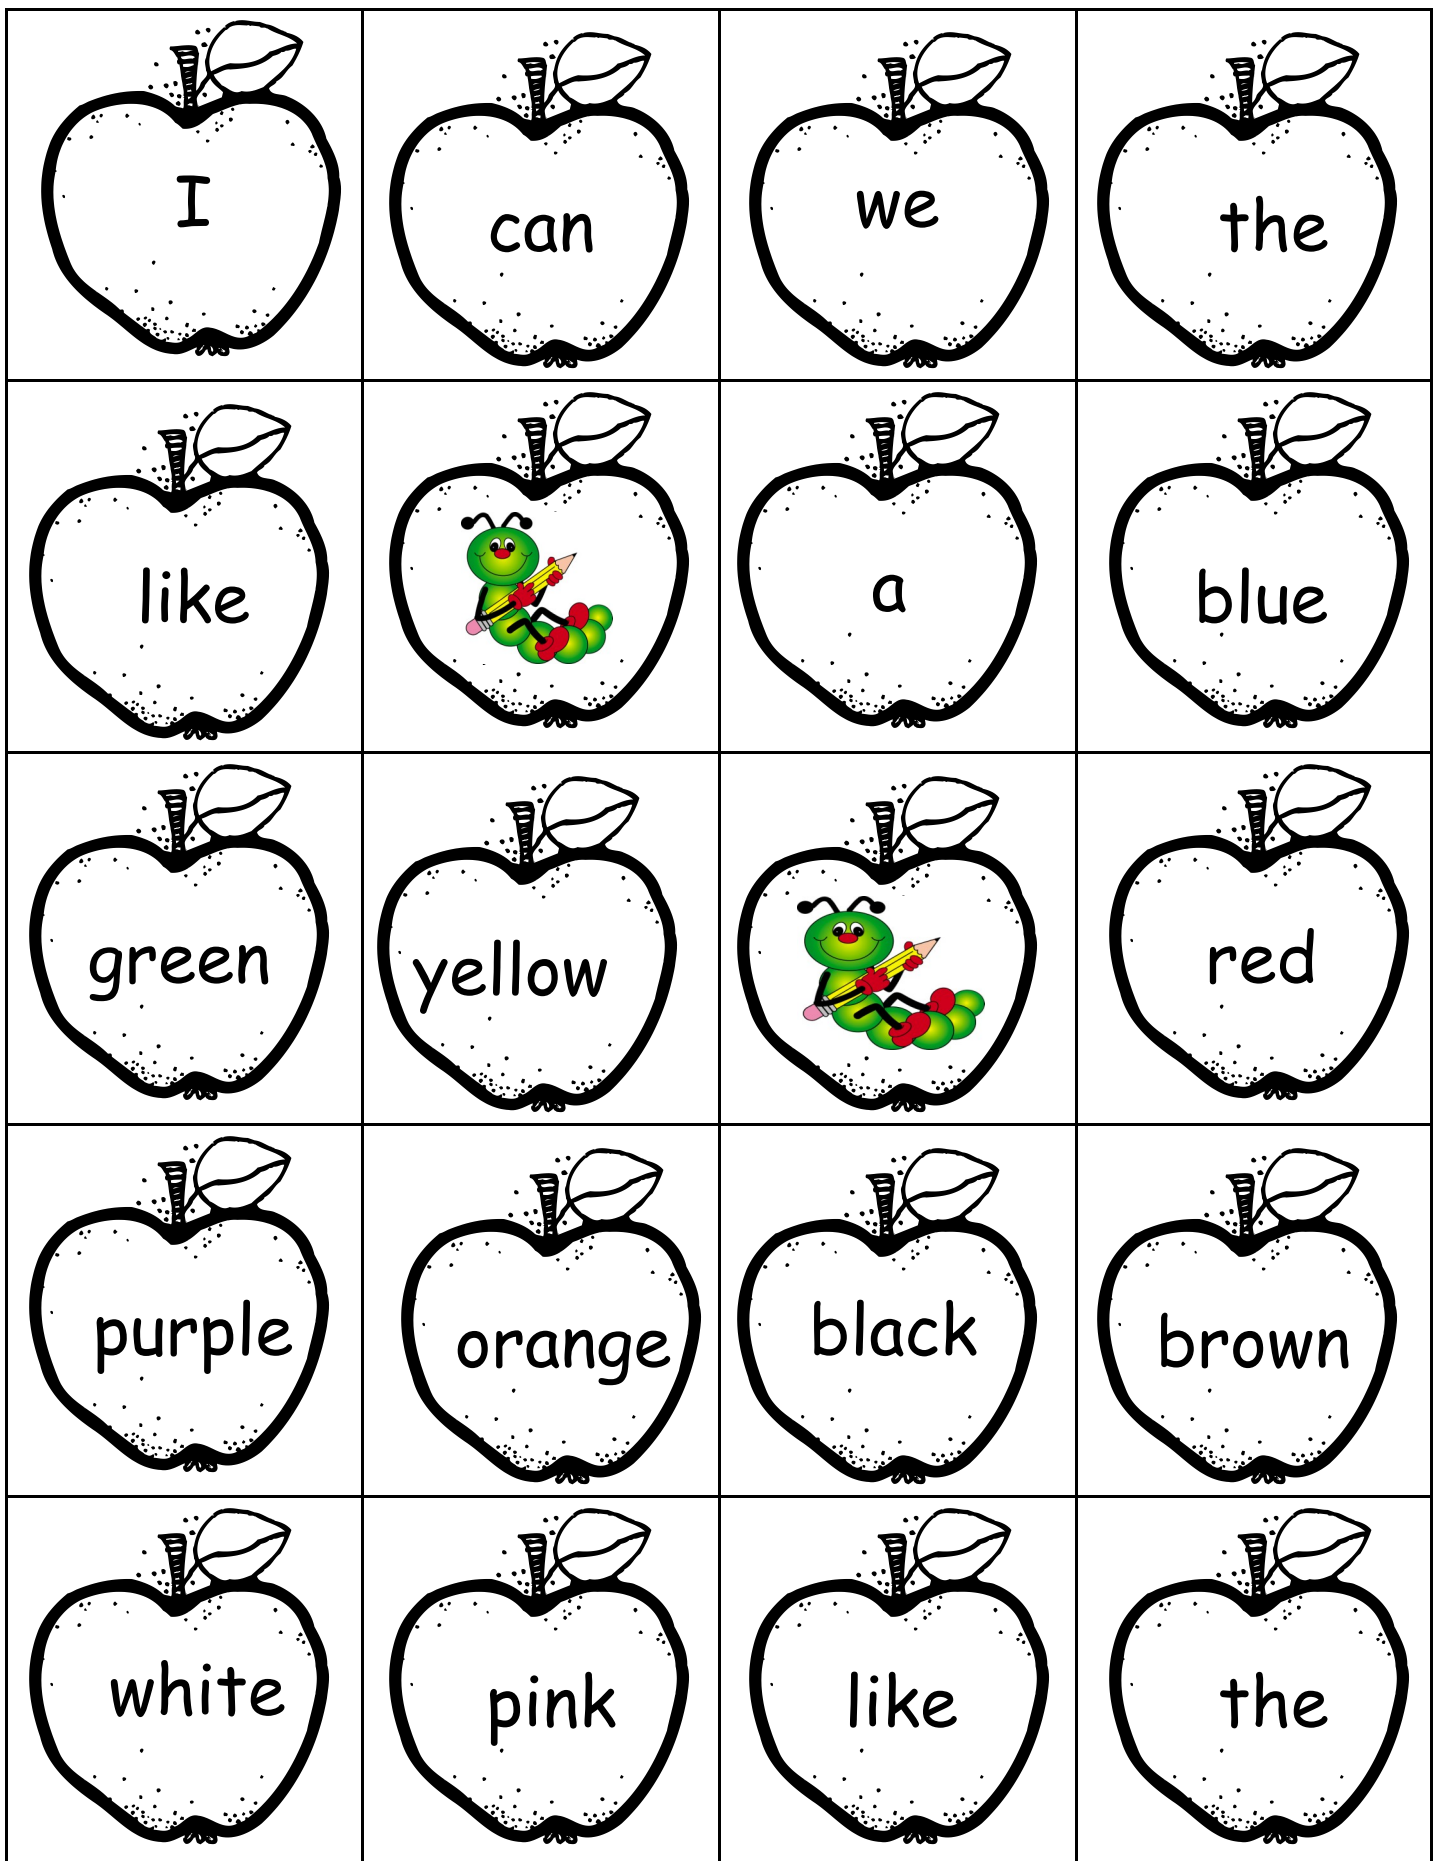 I
can
we
the
like
a
blue
green
yellow
red
purple
orange
black
brown
white
pink
like
the